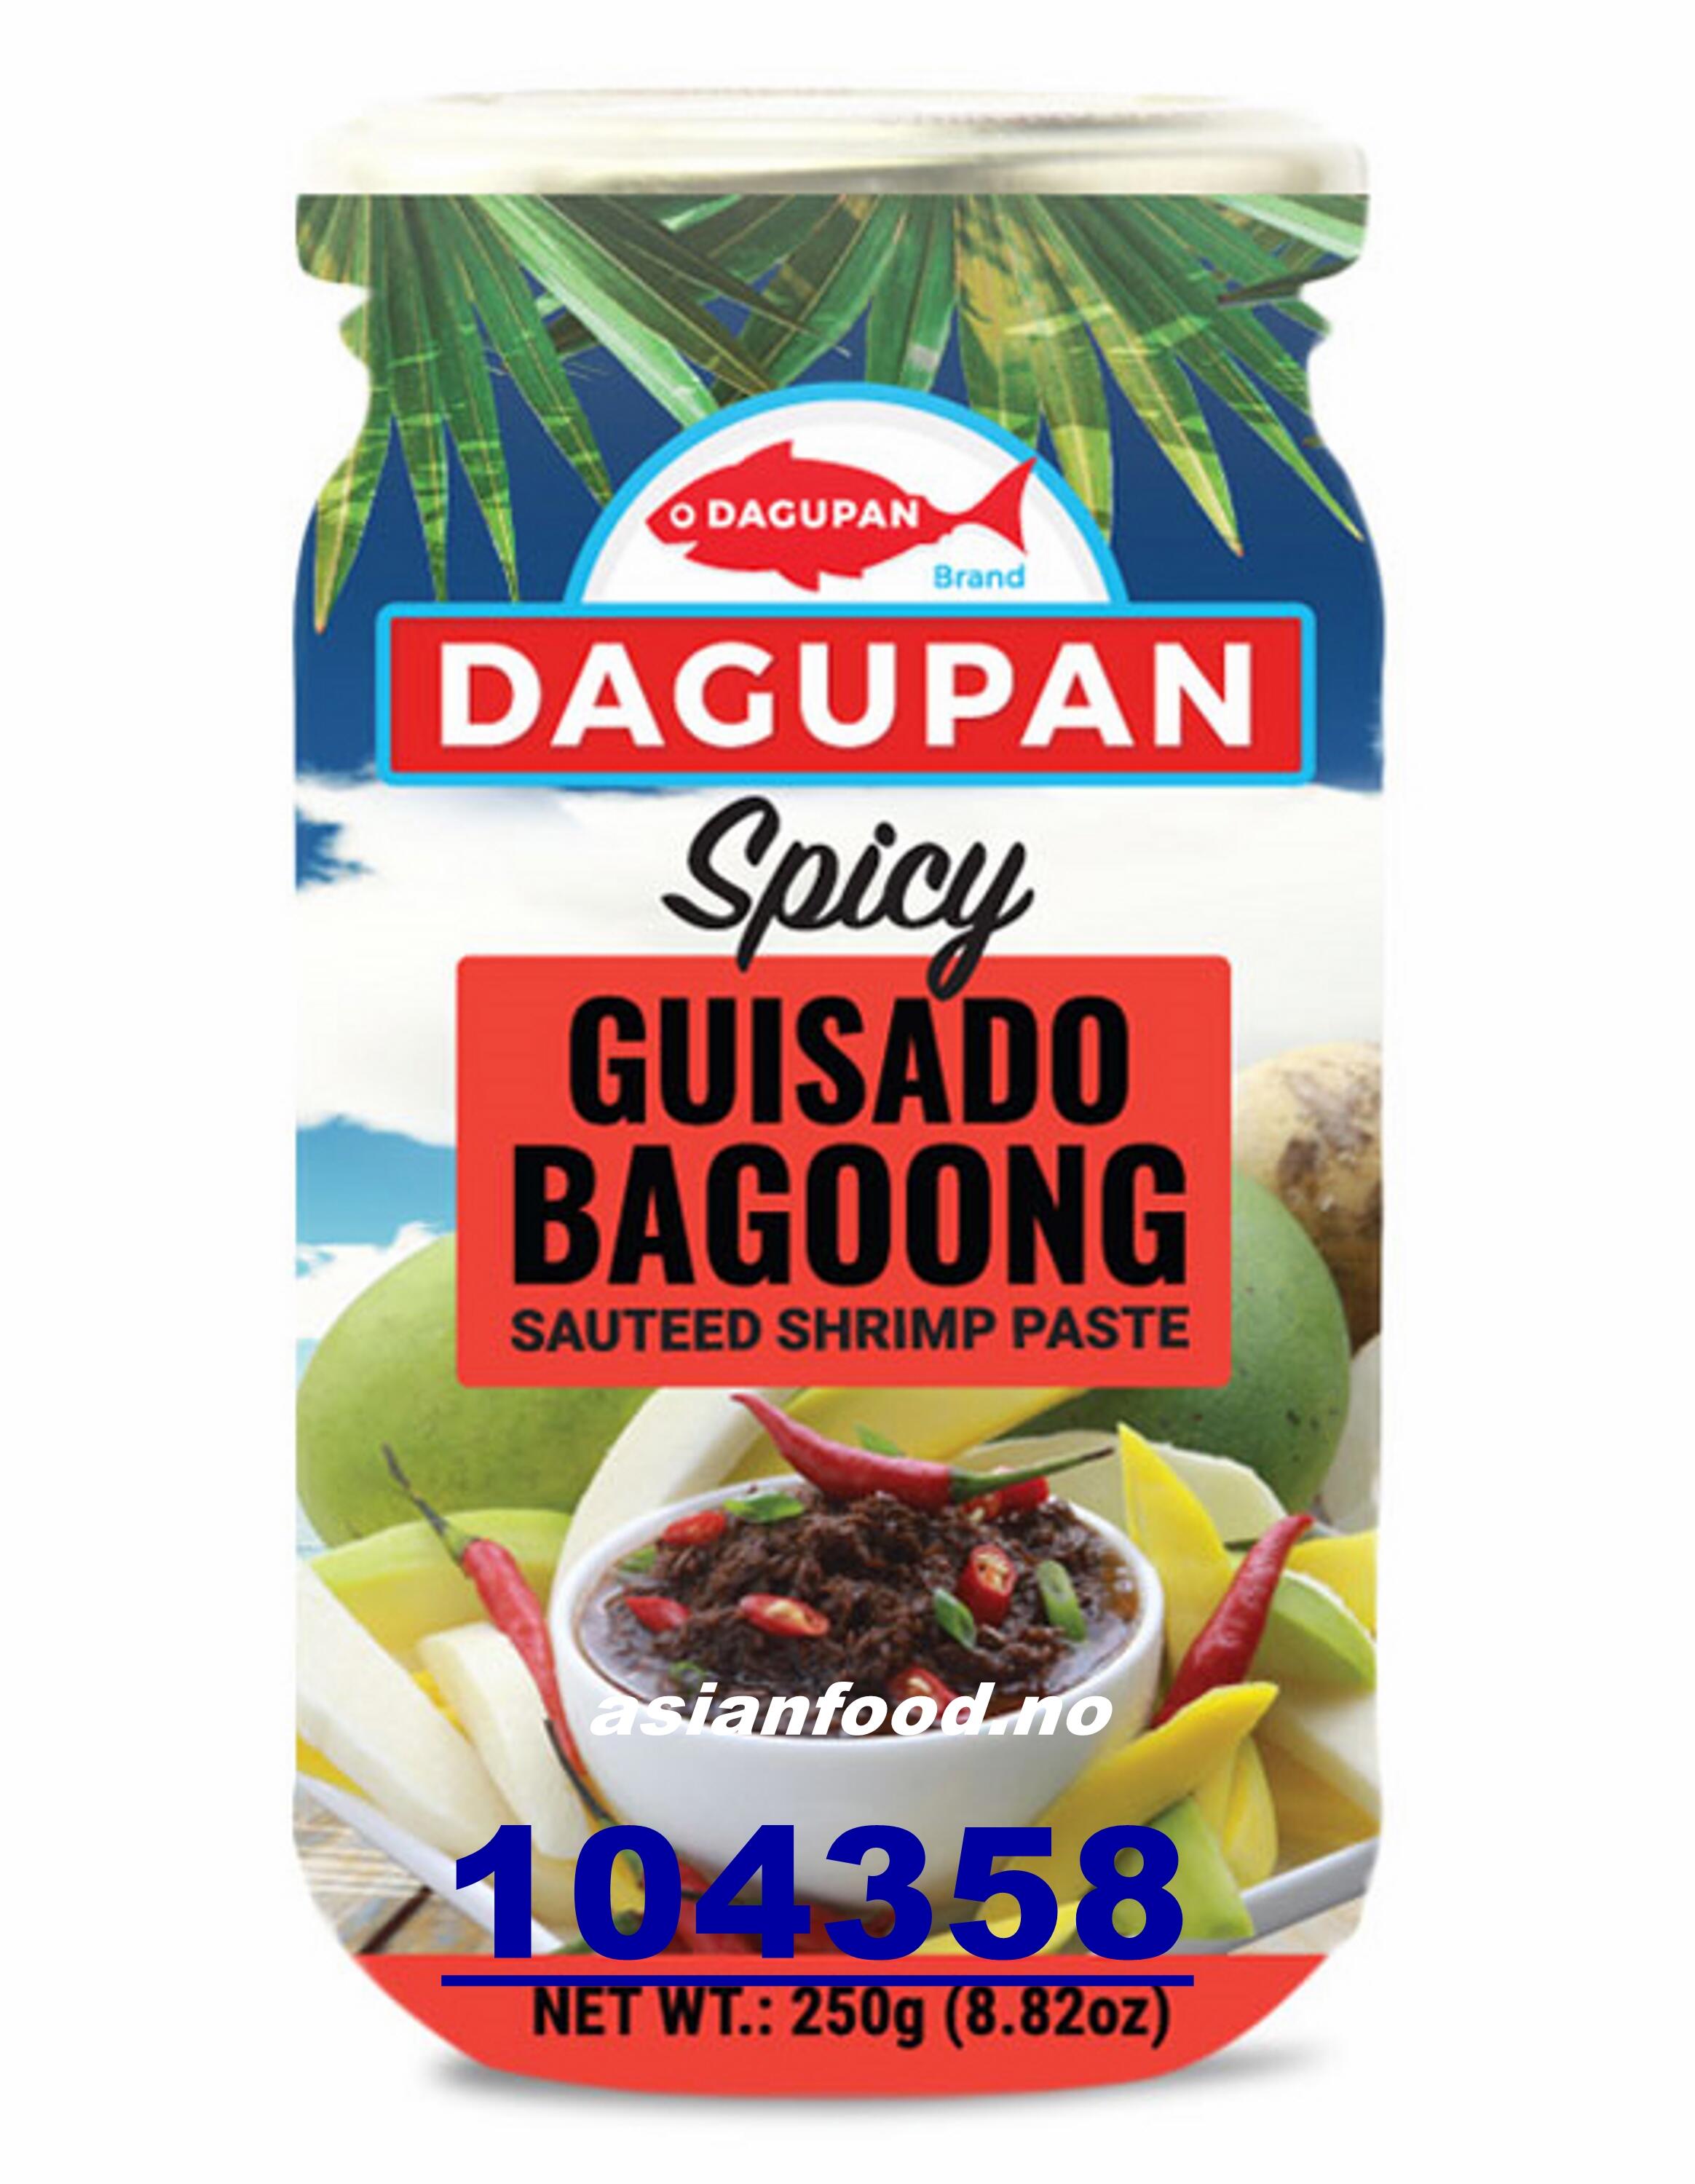 DAGUPAN
Brand
DAGUPAN
Spicy
GUISADO
BAGOONG
SAUTEED SHRIMP PASTE
asianfood.no
104358
NET WT.: 250g (8.82oz)